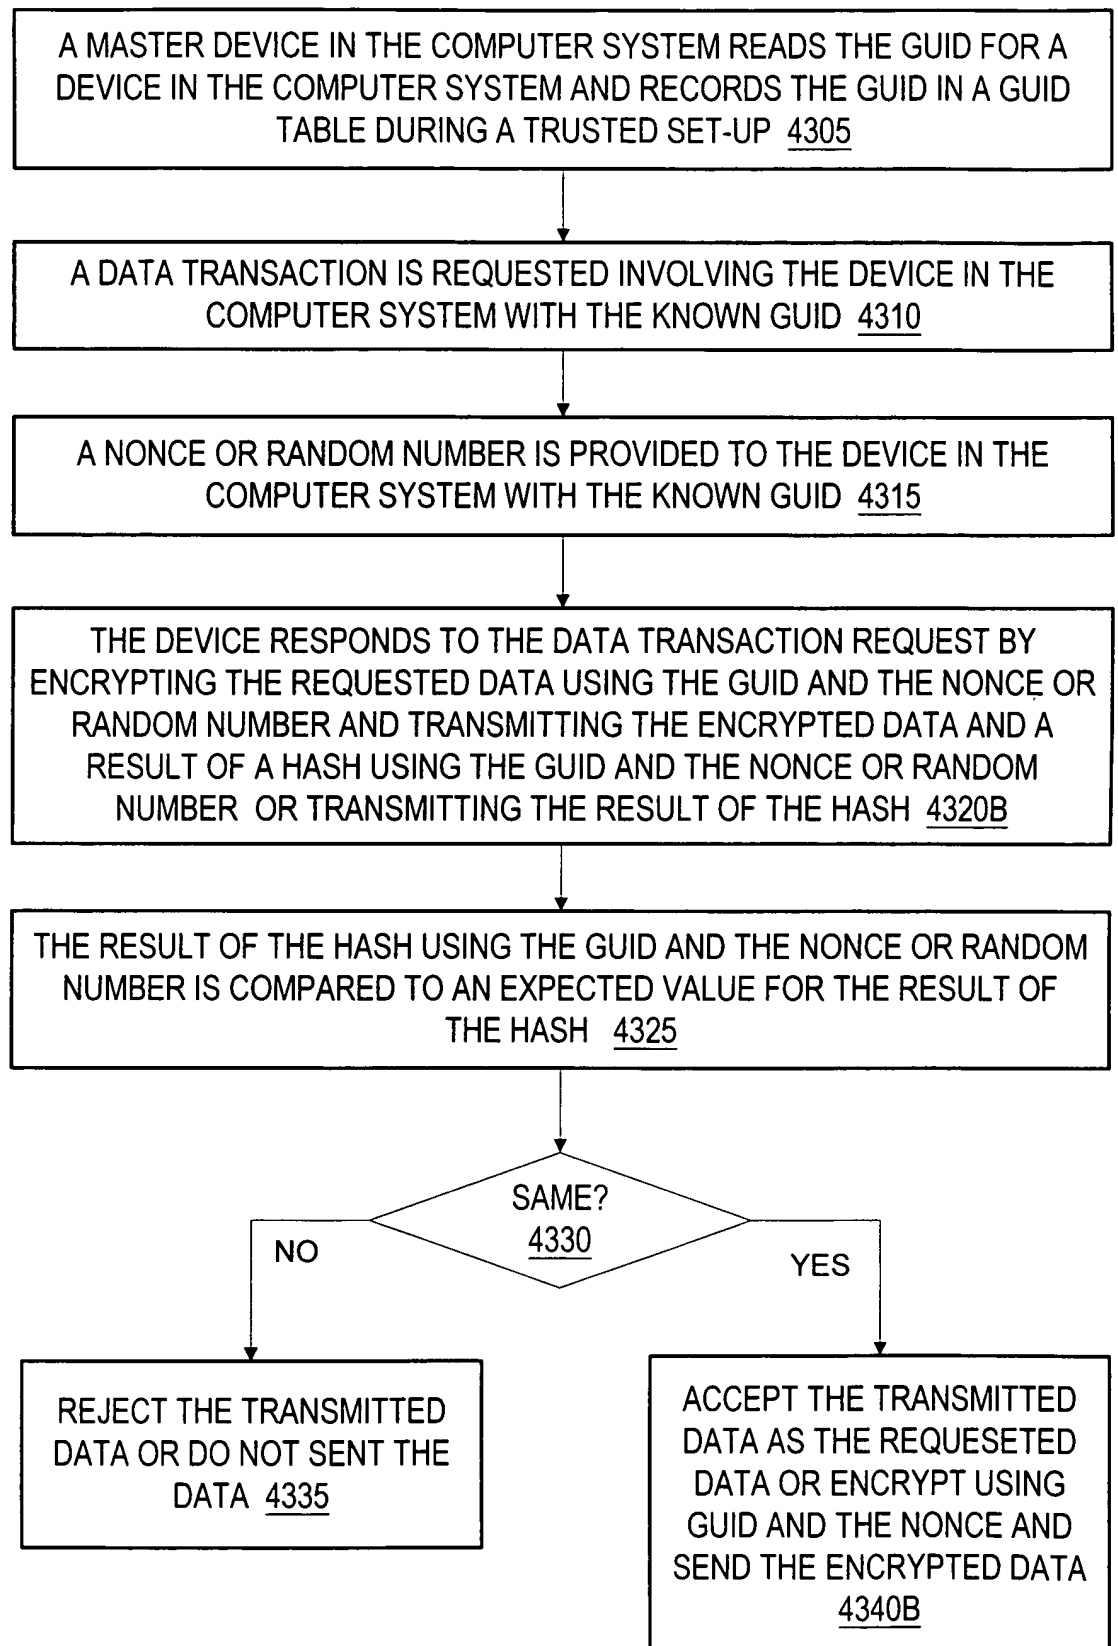 A MASTER DEVICE IN THE COMPUTER SYSTEM READS THE GUID FOR A
DEVICE IN THE COMPUTER SYSTEM AND RECORDS THE GUID IN A GUID
TABLE DURING A TRUSTED SET-UP 4305
A DATA TRANSACTION IS REQUESTED INVOLVING THE DEVICE IN THE
COMPUTER SYSTEM WITH THE KNOWN GUID 4310
A NONCE OR RANDOM NUMBER IS PROVIDED TO THE DEVICE IN THE
COMPUTER SYSTEM WITH THE KNOWN GUID 4315
THE DEVICE RESPONDS TO THE DATA TRANSACTION REQUEST BY
ENCRYPTING THE REQUESTED DATA USING THE GUID AND THE NONCE OR
RANDOM NUMBER AND TRANSMITTING THE ENCRYPTED DATA AND A
RESULT OF A HASH USING THE GUID AND THE NONCE OR RANDOM
NUMBER OR TRANSMITTING THE RESULT OF THE HASH 4320B
THE RESULT OF THE HASH USING THE GUID AND THE NONCE OR RANDOM
NUMBER IS COMPARED TO AN EXPECTED VALUE FOR THE RESULT OF
THE HASH 4325
SAME?
4330
NO
YES
REJECT THE TRANSMITTED
DATA OR DO NOT SENT THE
DATA 4335
ACCEPT THE TRANSMITTED
DATA AS THE REQUESETED
DATA OR ENCRYPT USING
GUID AND THE NONCE AND
SEND THE ENCRYPTED DATA
4340B